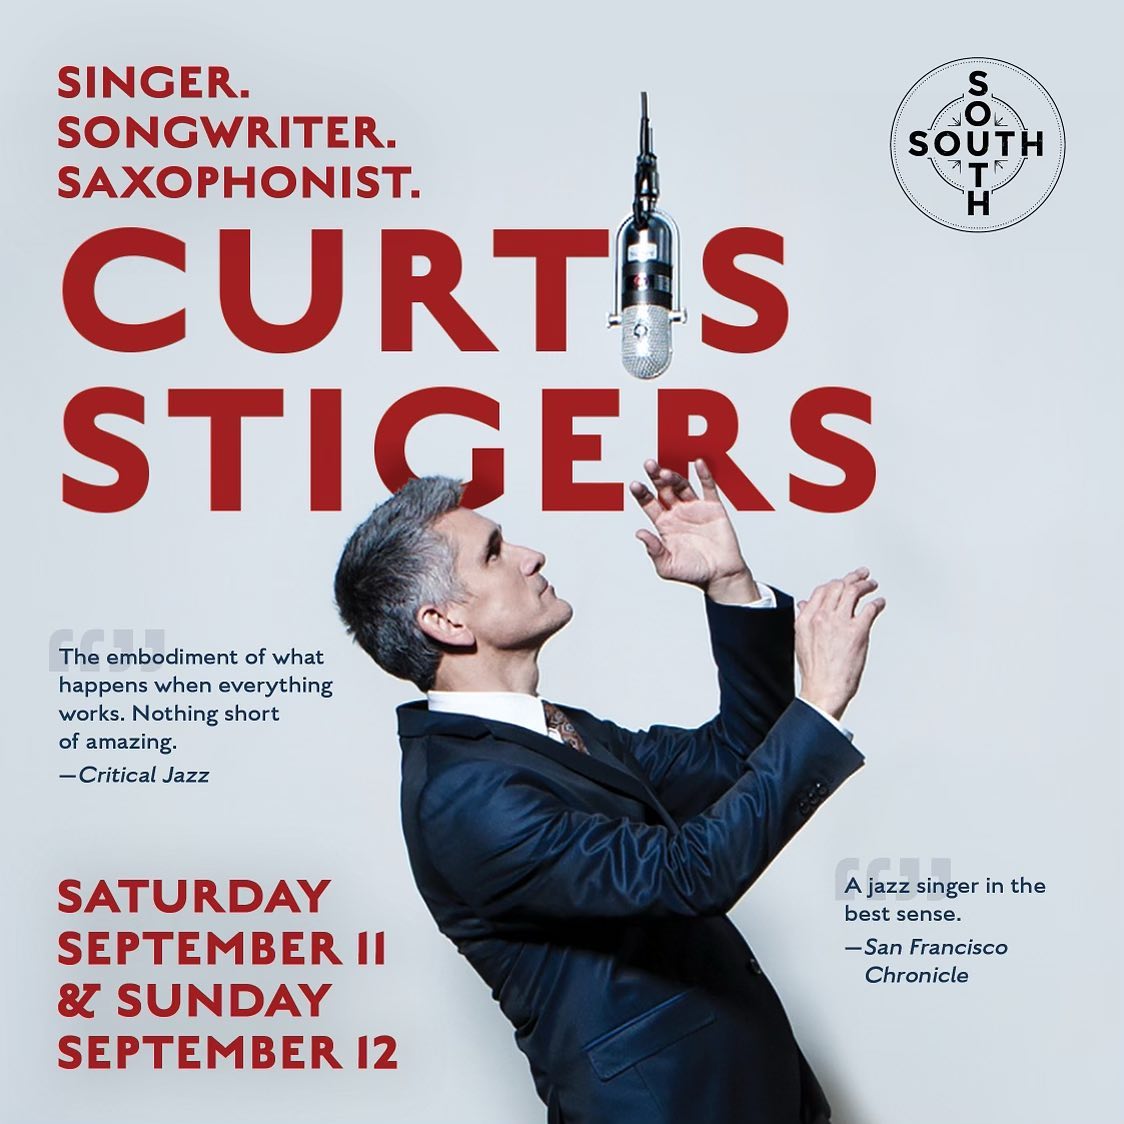 SINGER.
SONGWRITER.
SAXOPHONIST.
SOUTH
SOUTH
CURTIS
STIGERS
The embodiment of what
happens when everything
works. Nothing short
of amazing.
—Critical Jazz
SATURDAY
SEPTEMBER 11
& SUNDAY
SEPTEMBER 12
A jazz singer in the
best sense.
—San Francisco
Chronicle